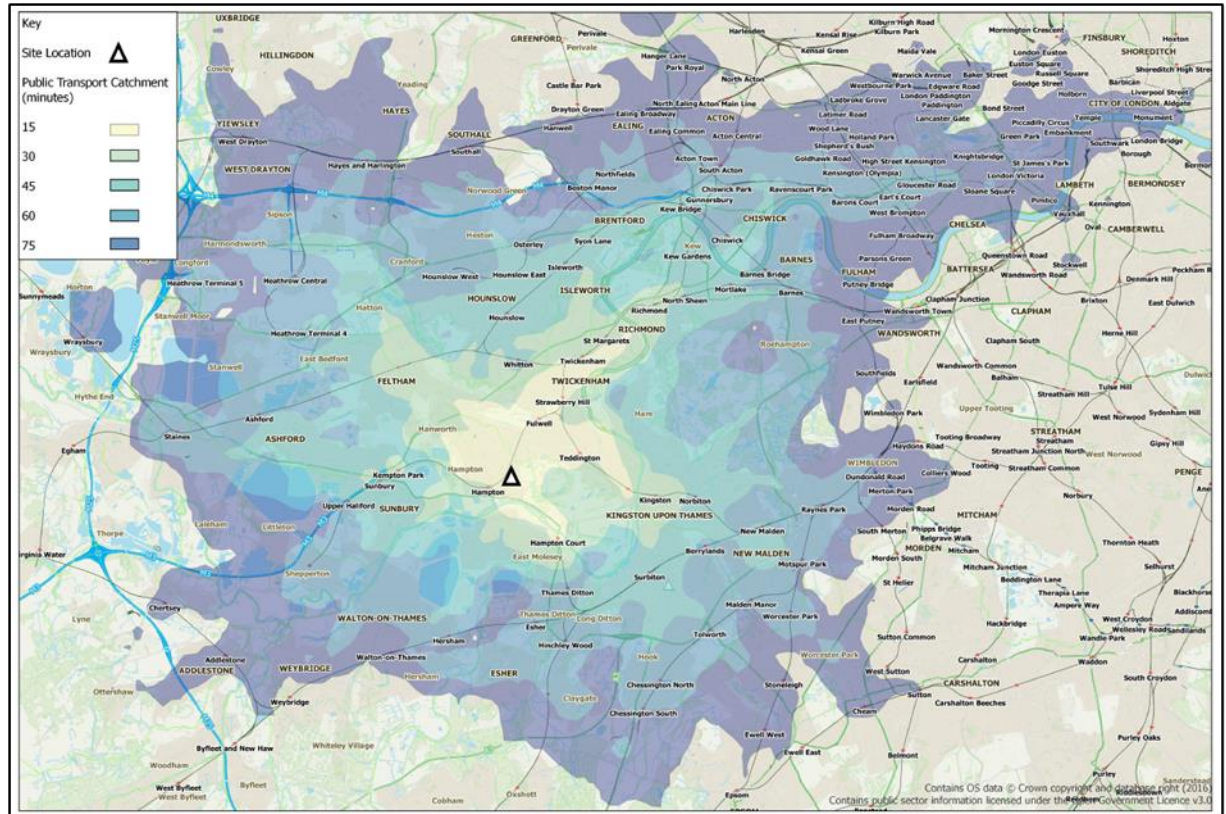 Key
Site Location
Public Transport Catchment
(minutes)
15
30
45
60
75
UXBRIDGE
HILLINGDON
Cowley
Yeading
HAYES
YIEWSLEY
West Drayton
WEST DRAYTON
Hayes and Harlington
SOUTHALL
Southall
Norwood Green
GREENFORD
Perivale
Perivale
Castle Bar Park
Drayton Green
Hanwell
Hanger Lane
Park Royal
North Acton
Harlesden
Kensal Rise
Kensal Green
Kilburn High Road
Kilburn Park
Maida Vale
Mornington Crescent
FINSBURY
Hoxton
SHOREDITCH
London Euston
Euston Square
Russell Square
Goodge Street
Barbican
Liverpool Street
Holborn
CITY OF LONDON
Aldgate
Warwick Avenue
Baker Street
Westbourne Park
Edgware Road
London Paddington
Paddington
Ladbroke Grove
Latimer Road
Lancaster Gate
Bond Street
Piccadilly Circus
Temple
Monument
Green Park
Embankment
Southwark
London Bridge
Borough
North Ealing
Acton Main Line
Ealing Broadway
EALING
ACTON
Ealing Common
Acton Central
Wood Lane
Holland Park
Shepherd's Bush
Goldhawk Road
High Street Kensington
Knightsbridge
St James's Park
Kensington (Olympia)
Acton Town
South Acton
Northfields
Boston Manor
Chiswick Park
Gunnersbury
Ravenscourt Park
Barons Court
Gloucester Road
Earl's Court
Sloane Square
London Victoria
Pimlico
LAMBETH
BERMONDSEY
Kennington
Vauxhall
Oval
CAMBERWELL
West Brompton
Fulham Broadway
CHELSEA
Parsons Green
BATTERSEA
Queenstown Road
Wandsworth Road
Stockwell
Denmark Hill
BRENTFORD
Kew Bridge
CHISWICK
Chiswick
Kew
Kew Gardens
BARNES
Barnes Bridge
FULHAM
Putney Bridge
Sipson
Harmondsworth
Longford
Heathrow Terminal 5
Heathrow Central
Heathrow Terminal 4
Cranford
Heston
Osterley
Syon Lane
Hounslow West
Hounslow East
Isleworth
ISLEWORTH
HOUNSLOW
Hounslow
Hatton
East Bedfont
Stanwell Moor
Stanwell
Sunnymeads
Horton
Wraysbury
Wraysbury
Hythe End
Egham
Staines
Ashford
ASHFORD
FELTHAM
Hanworth
Whitton
Richmond
RICHMOND
St Margarets
North Sheen
Mortlake
Barnes
Clapham Junction
Wandsworth Town
East Putney
WANDSWORTH
CLAPHAM
Brixton
East Dulwich
Clapham South
Herne Hill
Roehampton
Twickenham
TWICKENHAM
Strawberry Hill
Fulwell
Teddington
Ham
Southfields
Earlsfield
Wandsworth Common
Balham
Tulse Hill
Streatham Hill
Upper Tooting
West Norwood
Sydenham Hill
Wimbledon Park
Tooting Broadway
STREATHAM
Streatham
Haydons Road
Streatham Junction North
West Norwood
Gipsy Hill
WIMBLEDON
Colliers Wood
Tooting
Streatham Common
PENGE
Dundonald Road
Merton Park
Norbury
Kempton Park
Sunbury
SUNBURY
Upper Halliford
Hampton
Hampton
Kingston
Norbiton
KINGSTON UPON THAMES
Raynes Park
Morden Road
MITCHAM
South Merton
Phipps Bridge
Belgrave Walk
MORDEN
Mitcham
Morden South
Mitcham Junction
Thornton Heath
Laleham
Littleton
Thorpe
Shepperton
Hampton Court
East Molesey
New Malden
Berrylands
NEW MALDEN
Motspur Park
St Helier
Beddington Lane
Therapia Lane
Ampere Way
Selhurst
Surbiton
Thames Ditton
Thames Ditton
Long Ditton
Malden Manor
Worcester Park
Worcester Park
Chertsey
Lyne
WALTON-ON-THAMES
Esher
Hersham
Hinchley Wood
Tolworth
Sutton Common
Hackbridge
West Croydon
Wellesley Road
Sandilands
Wandle Park
Walton-on-Thames
Addlestone
ADDLESTONE
WEYBRIDGE
Weybridge
Hersham
ESHER
Claygate
Hook
Chessington North
Chessington South
Stoneleigh
West Sutton
Carshalton
Waddon
CARSHALTON
South Croydon
Sutton
Carshalton Beeches
Cheam
Ottershaw
Byfleet and New Haw
Whiteley Village
Ewell West
Ewell East
Belmont
Purley Oaks
Woodham
West Byfleet
West Byfleet
Byfleet
Cobham
Oxshott
Epsom
Purley
Sanderstead
Contains OS data © Crown copyright and database right (2016)
Contains public sector information licensed under the Open Government Licence v3.0